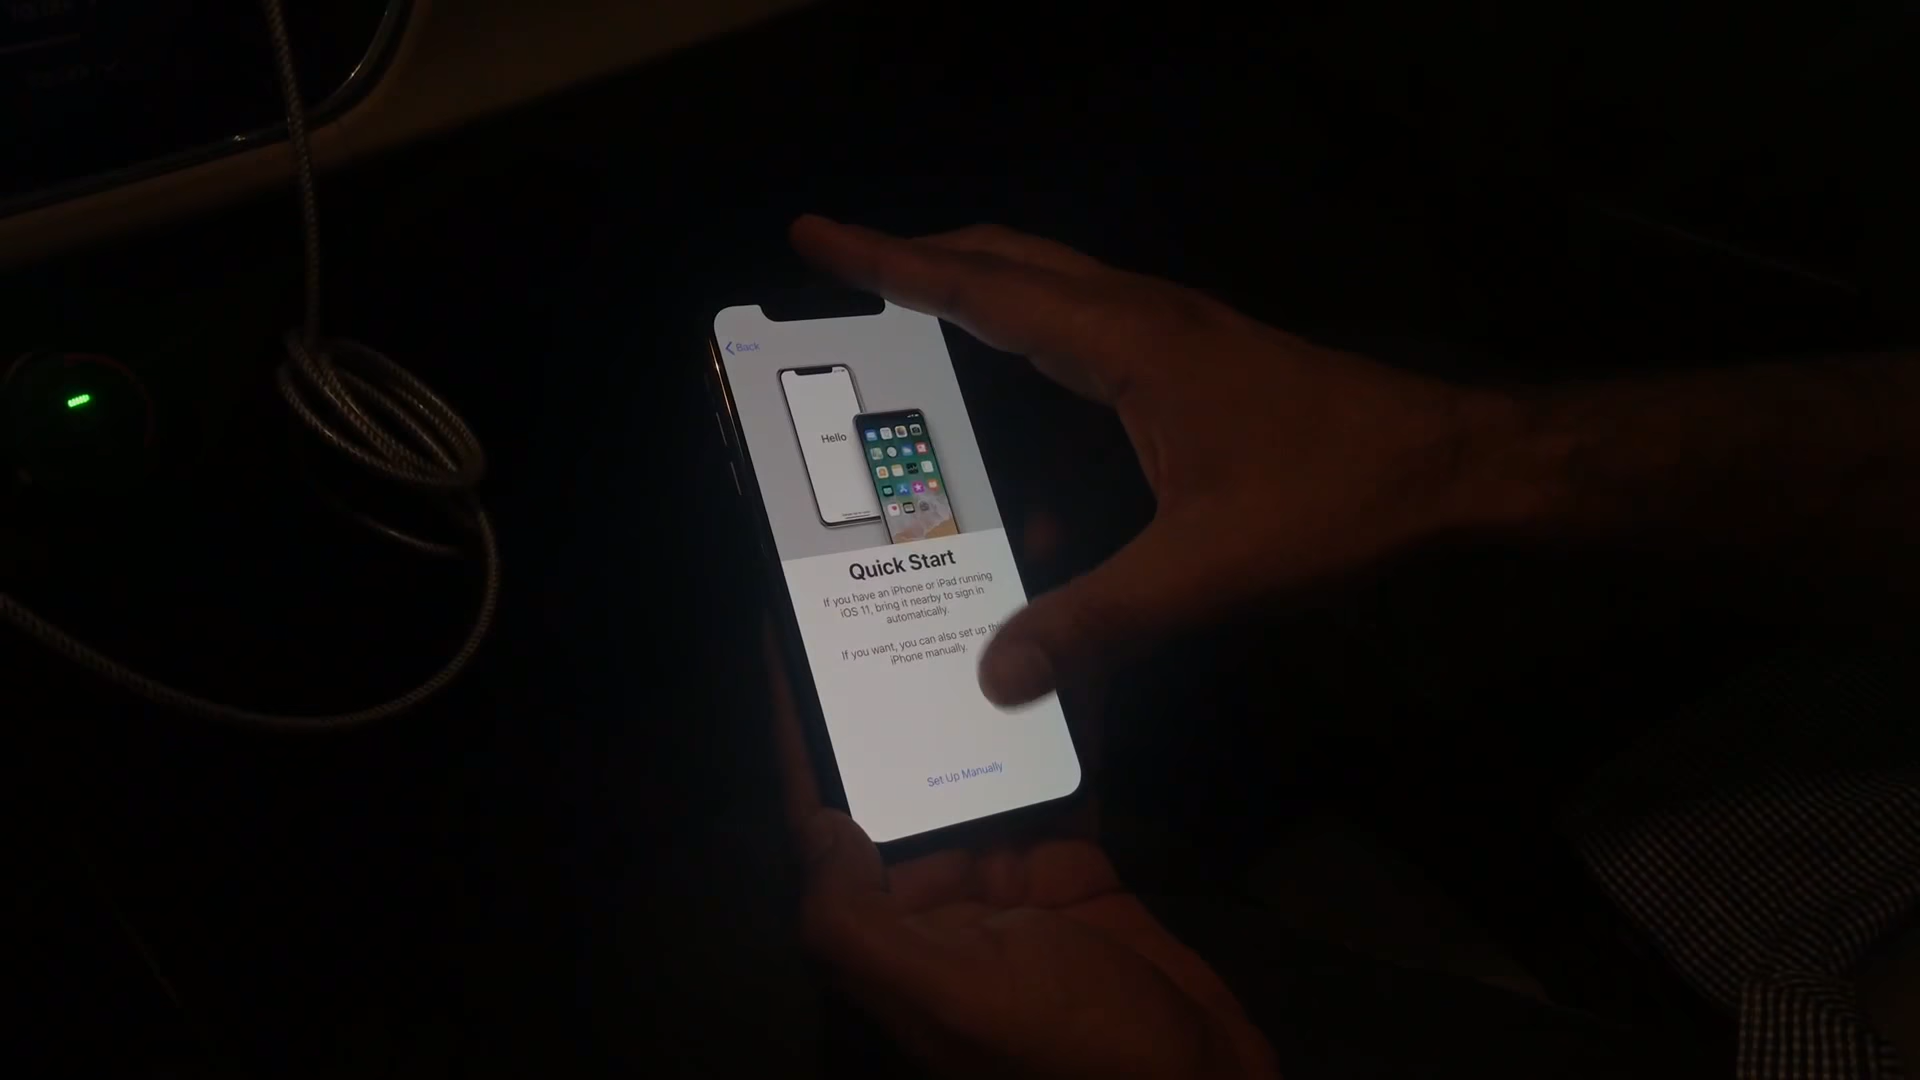 Back
Hello
Quick Start
If you have an iPhone or iPad running
iOS 11, bring it nearby to sign in
automatically.
If you want, you can also set up this
iPhone manually.
Set Up Manually